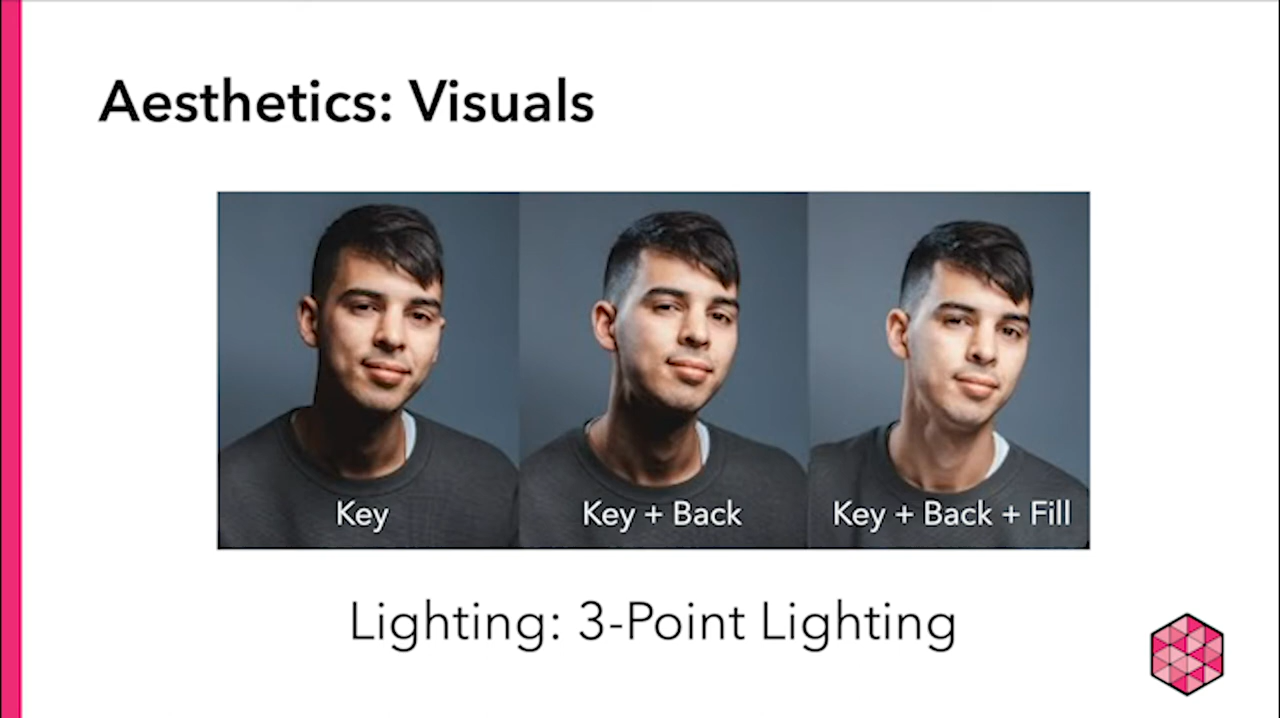 Aesthetics: Visuals
Key
Key + Back
Key + Back + Fill
Lighting: 3-Point Lighting